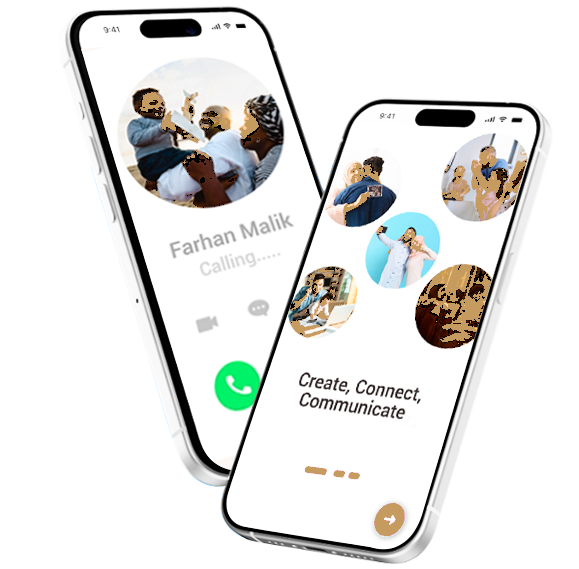 9:41
Farhan Malik
Calling.....
9:41
Create, Connect,
Communicate